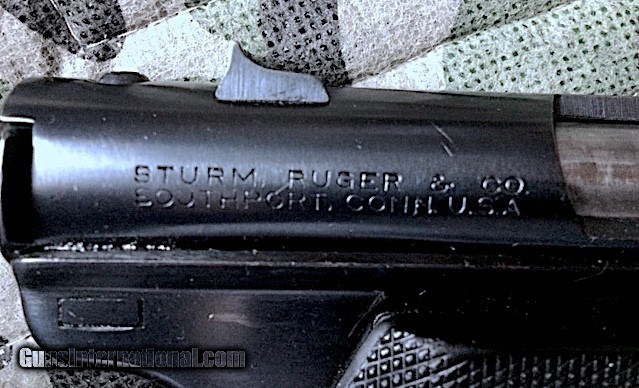 STURM, RUGER & CO.
SOUTHPORT, CONN. U.S.A
GunsInternational.com